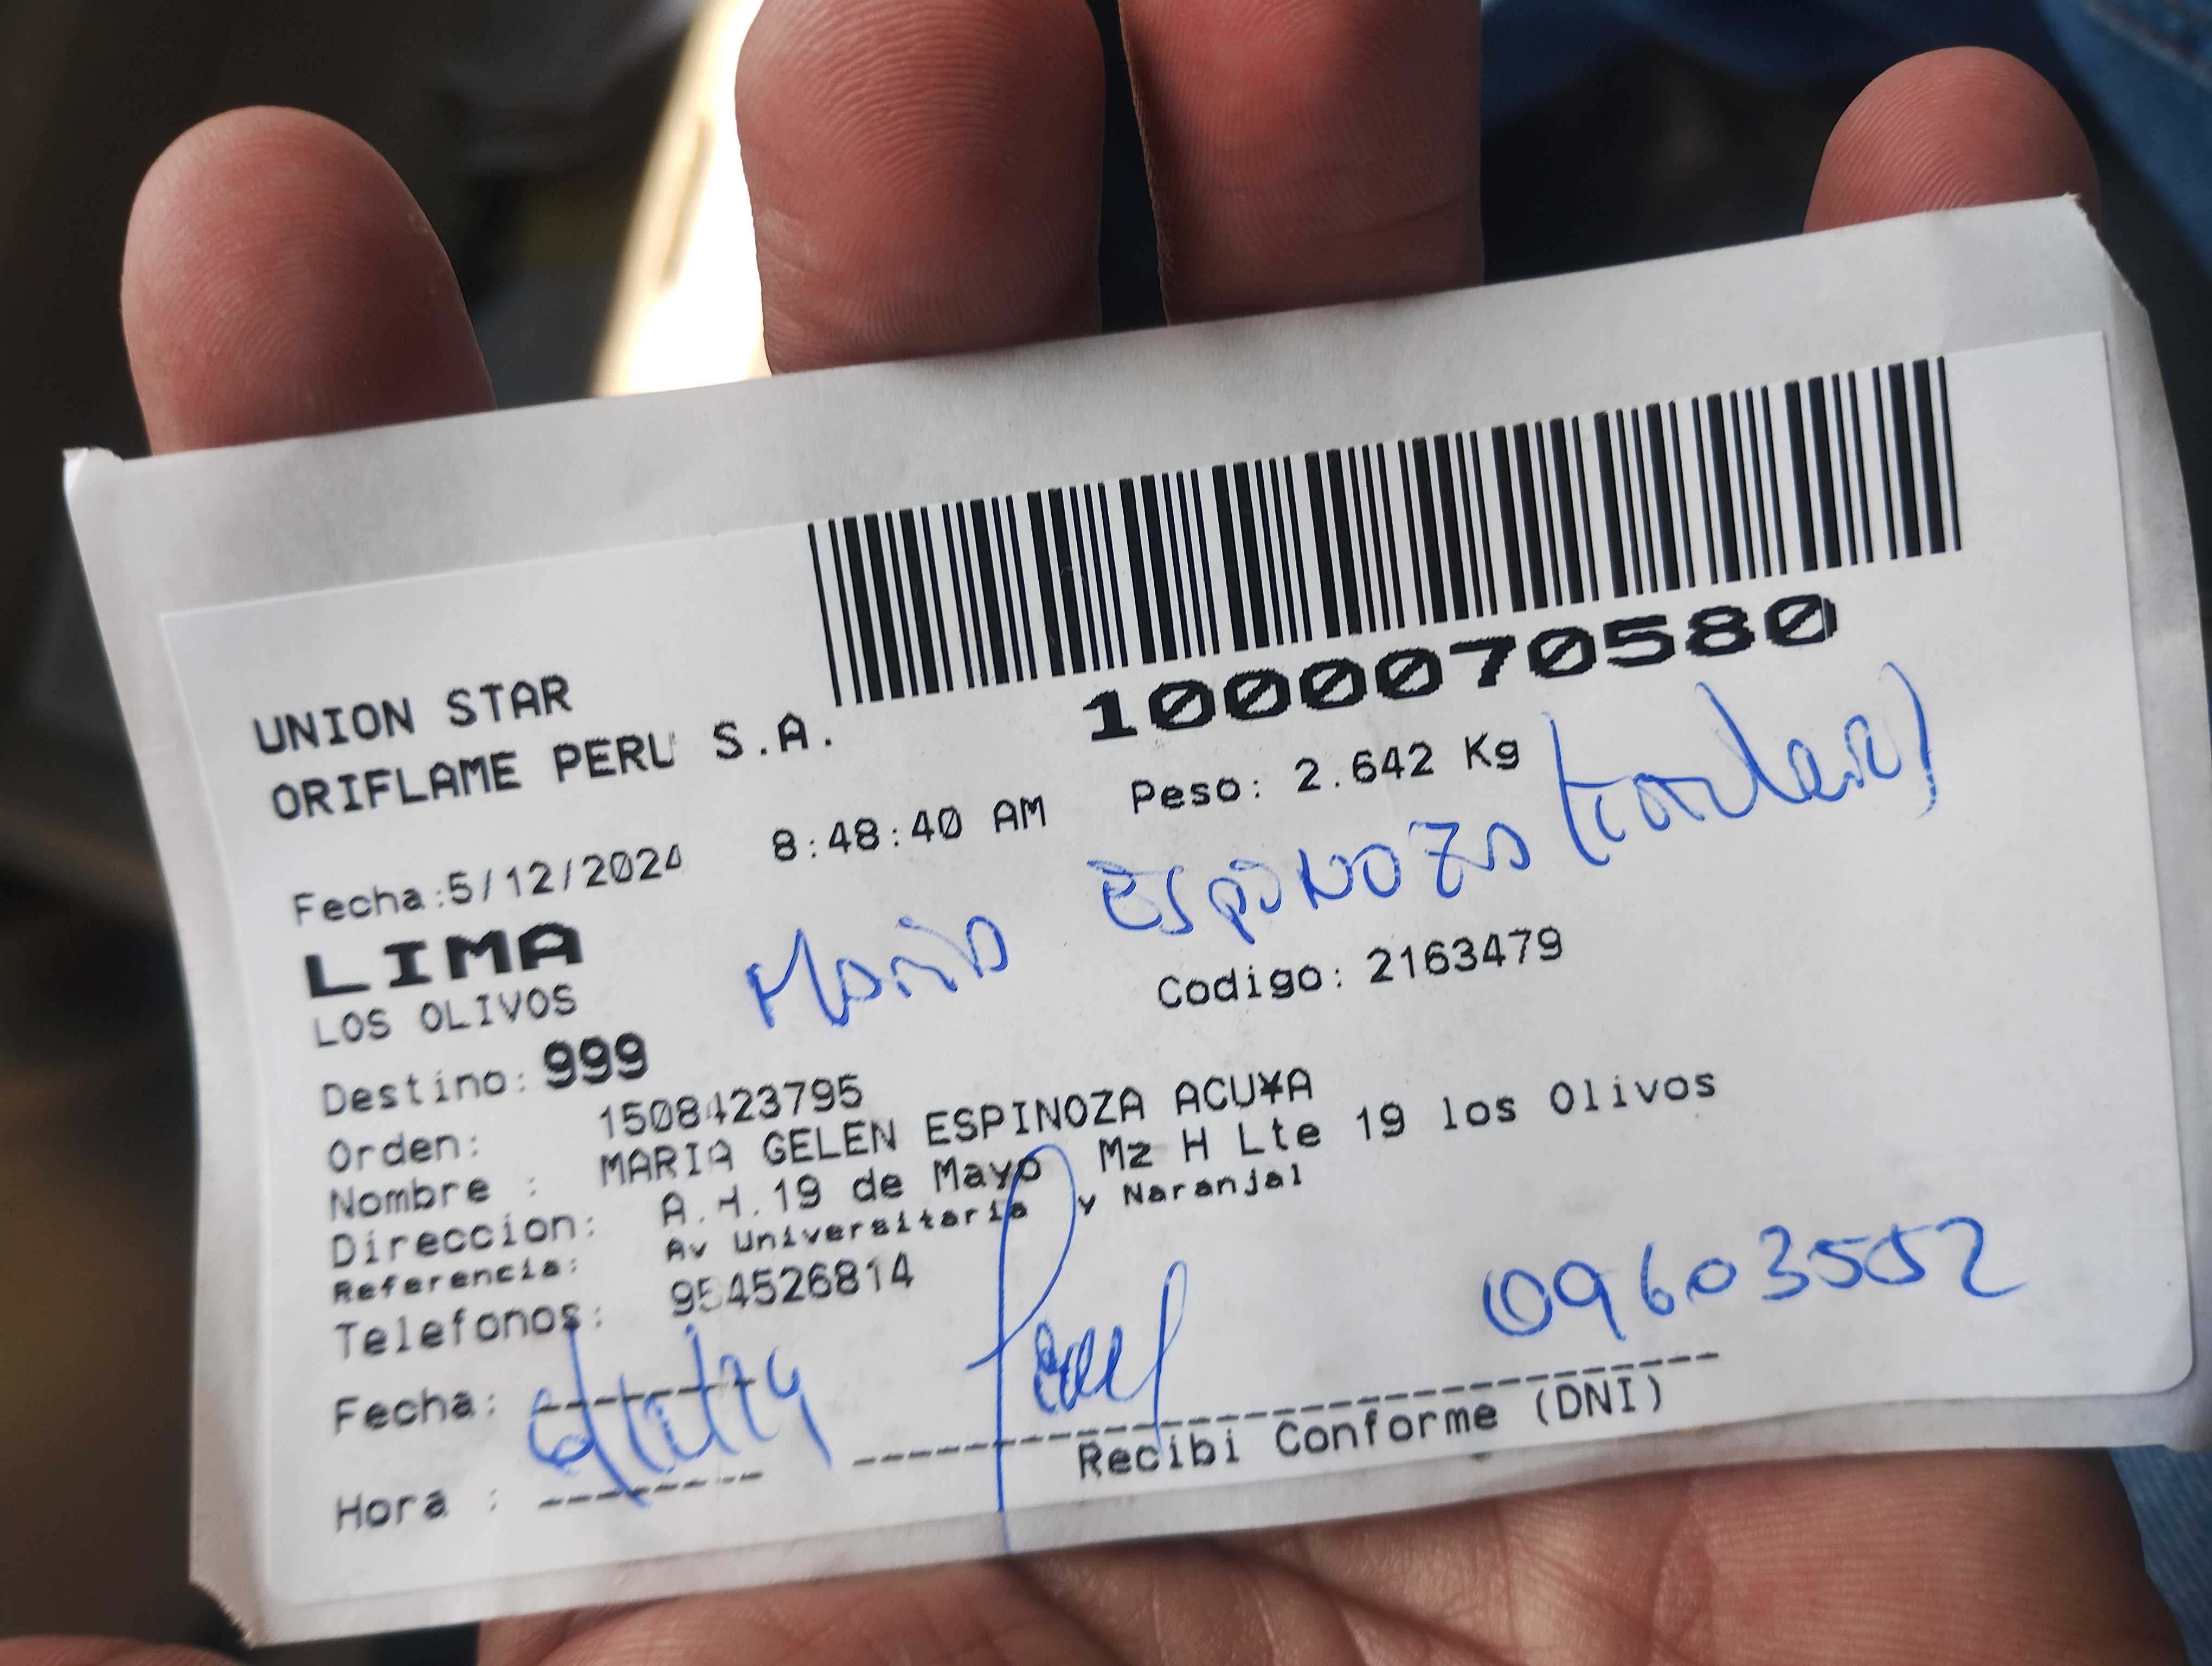 1000070580
UNION STAR
ORIFLAME PERU S.A.
Fecha:5/12/2024 8:48:40 AM Peso: 2.642 Kg
LIMA
LOS OLIVOS
Maria Espinoza
Codigo: 2163479
Destino: 999
Orden: 1508423795
Nombre : MARIA GELEN ESPINOZA ACU¥A
Direccion: A.H.19 de Mayo Mz H Lte 19 los Olivos
Referencia: Av Universitaria y Naranjal
Telefonos: 954526814
09603552
Fecha:
Recibi Conforme (DNI)
Hora :